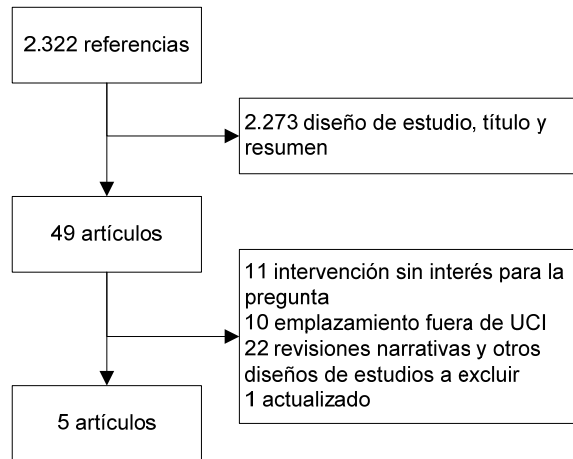 2.322 referencias
2.273 diseño de estudio, título y
resumen
49 artículos
11 intervención sin interés para la
pregunta
10 emplazamiento fuera de UCI
22 revisiones narrativas y otros
diseños de estudios a excluir
1 actualizado
5 artículos